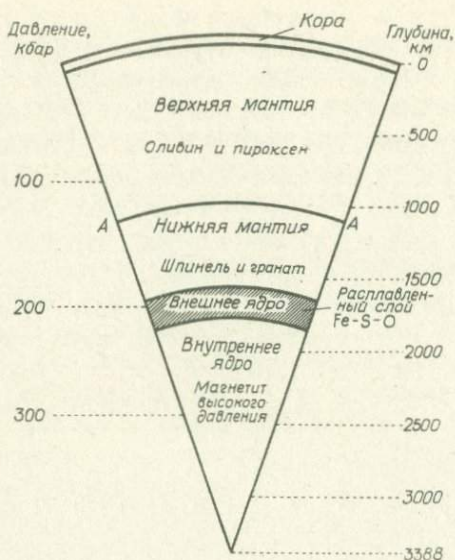 Давление,
кбар
Кора
Глубина,
км
0
Верхняя мантия
500
Оливин и пироксен
100
1000
А
А
Нижняя мантия
Шпинель и гранат
1500
200
Внешнее ядро
Расплавлен-
ный слой
Fe-S-O
Внутреннее
ядро
2000
Магнетит
высокого
давления
300
2500
3000
3388